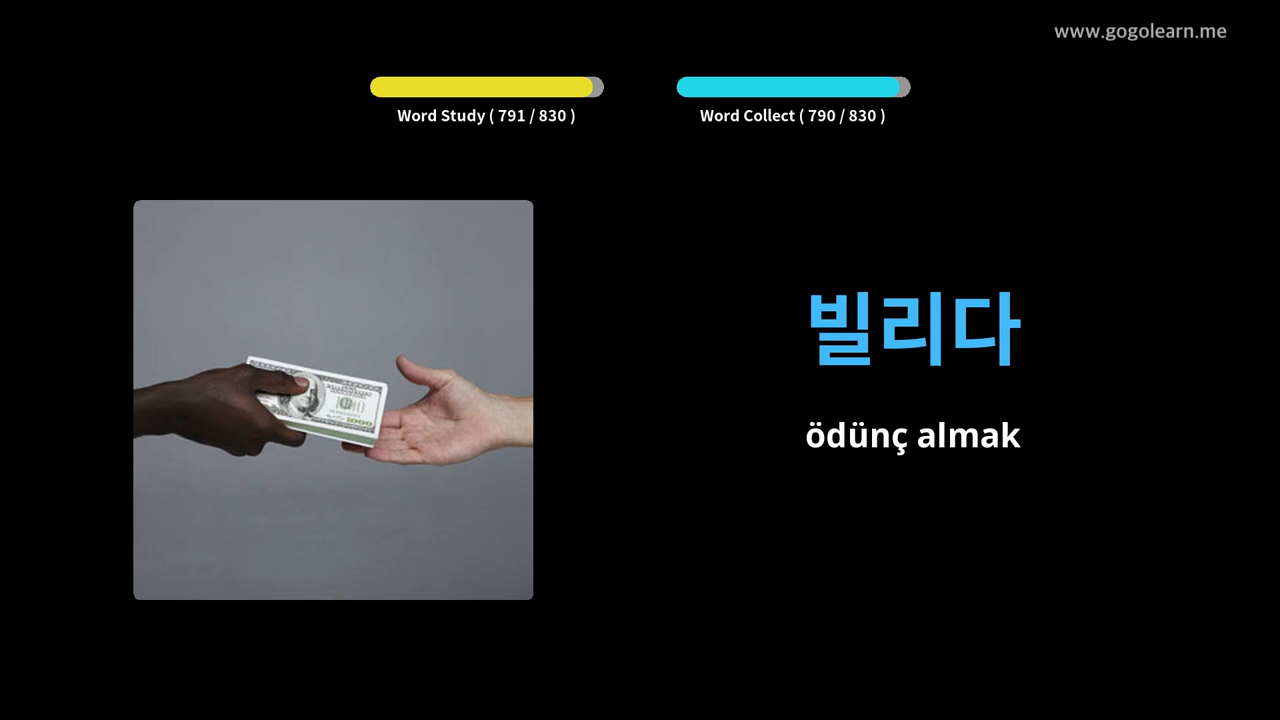 www.gogolearn.me
Word Study ( 791 / 830 )
Word Collect ( 790 / 830 )
빌리다
ödünç almak